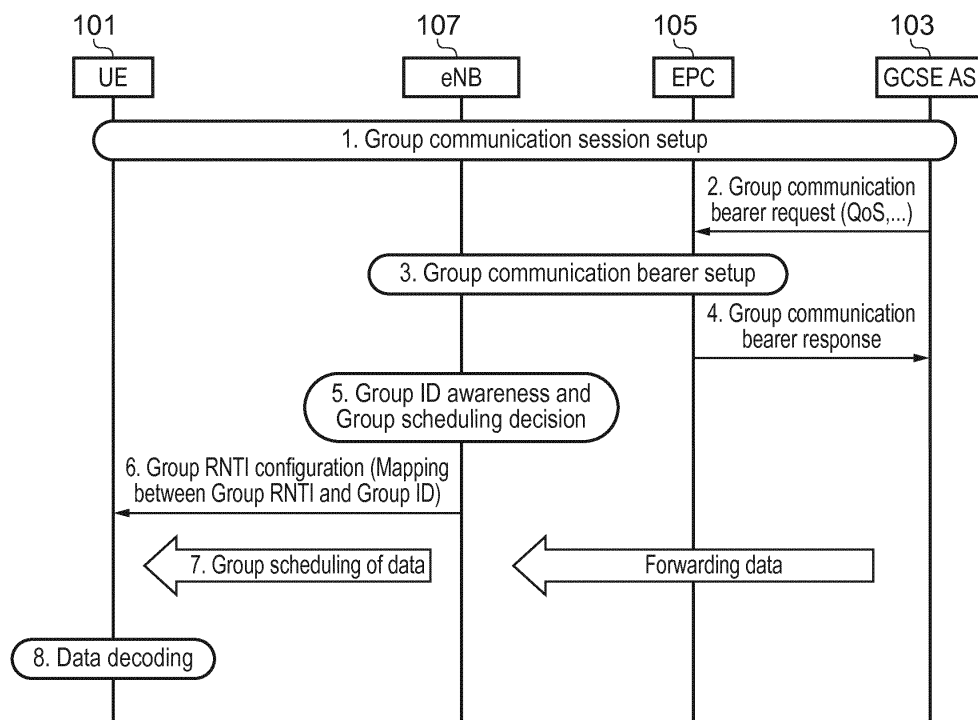 101
107
105
103
UE
eNB
EPC
GCSE AS
1. Group communication session setup
2. Group communication
bearer request (QoS,...)
3. Group communication bearer setup
4. Group communication
bearer response
5. Group ID awareness and
Group scheduling decision
6. Group RNTI configuration (Mapping
between Group RNTI and Group ID)
7. Group scheduling of data
Forwarding data
8. Data decoding